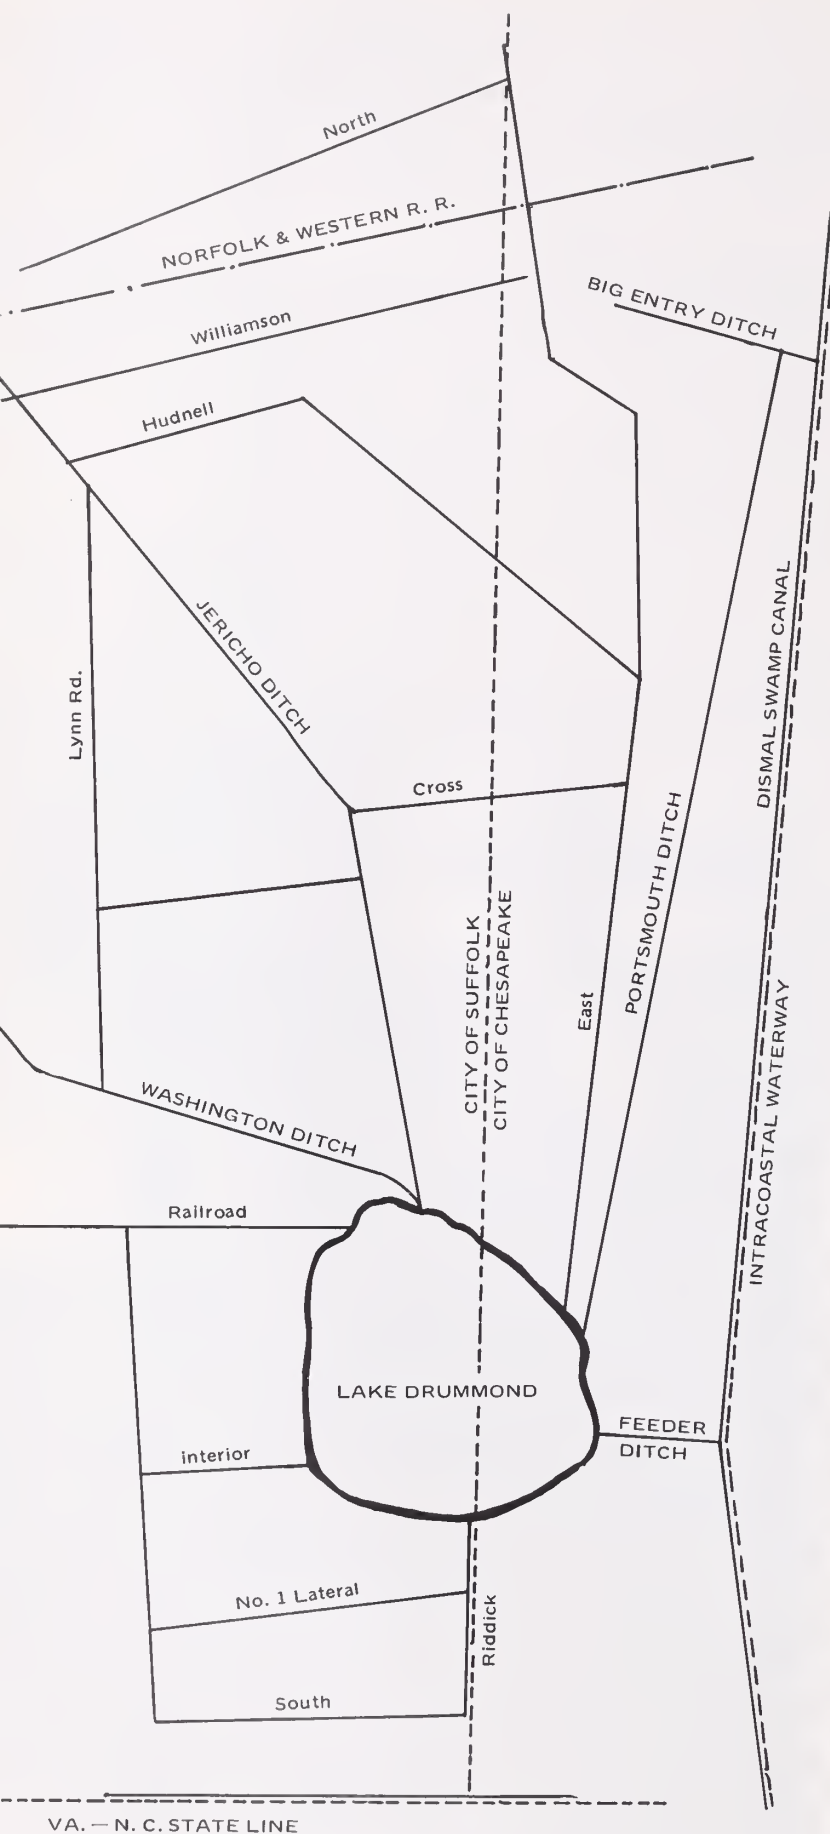 North
NORFOLK & WESTERN R. R.
BIG ENTRY DITCH
Williamson
Hudnell
JERICHO DITCH
DISMAL SWAMP CANAL
Lynn Rd.
Cross
PORTSMOUTH DITCH
CITY OF SUFFOLK
CITY OF CHESAPEAKE
East
INTRACOASTAL WATERWAY
WASHINGTON DITCH
Railroad
LAKE DRUMMOND
FEEDER
DITCH
interior
No. 1 Lateral
Riddick
South
VA. — N. C. STATE LINE